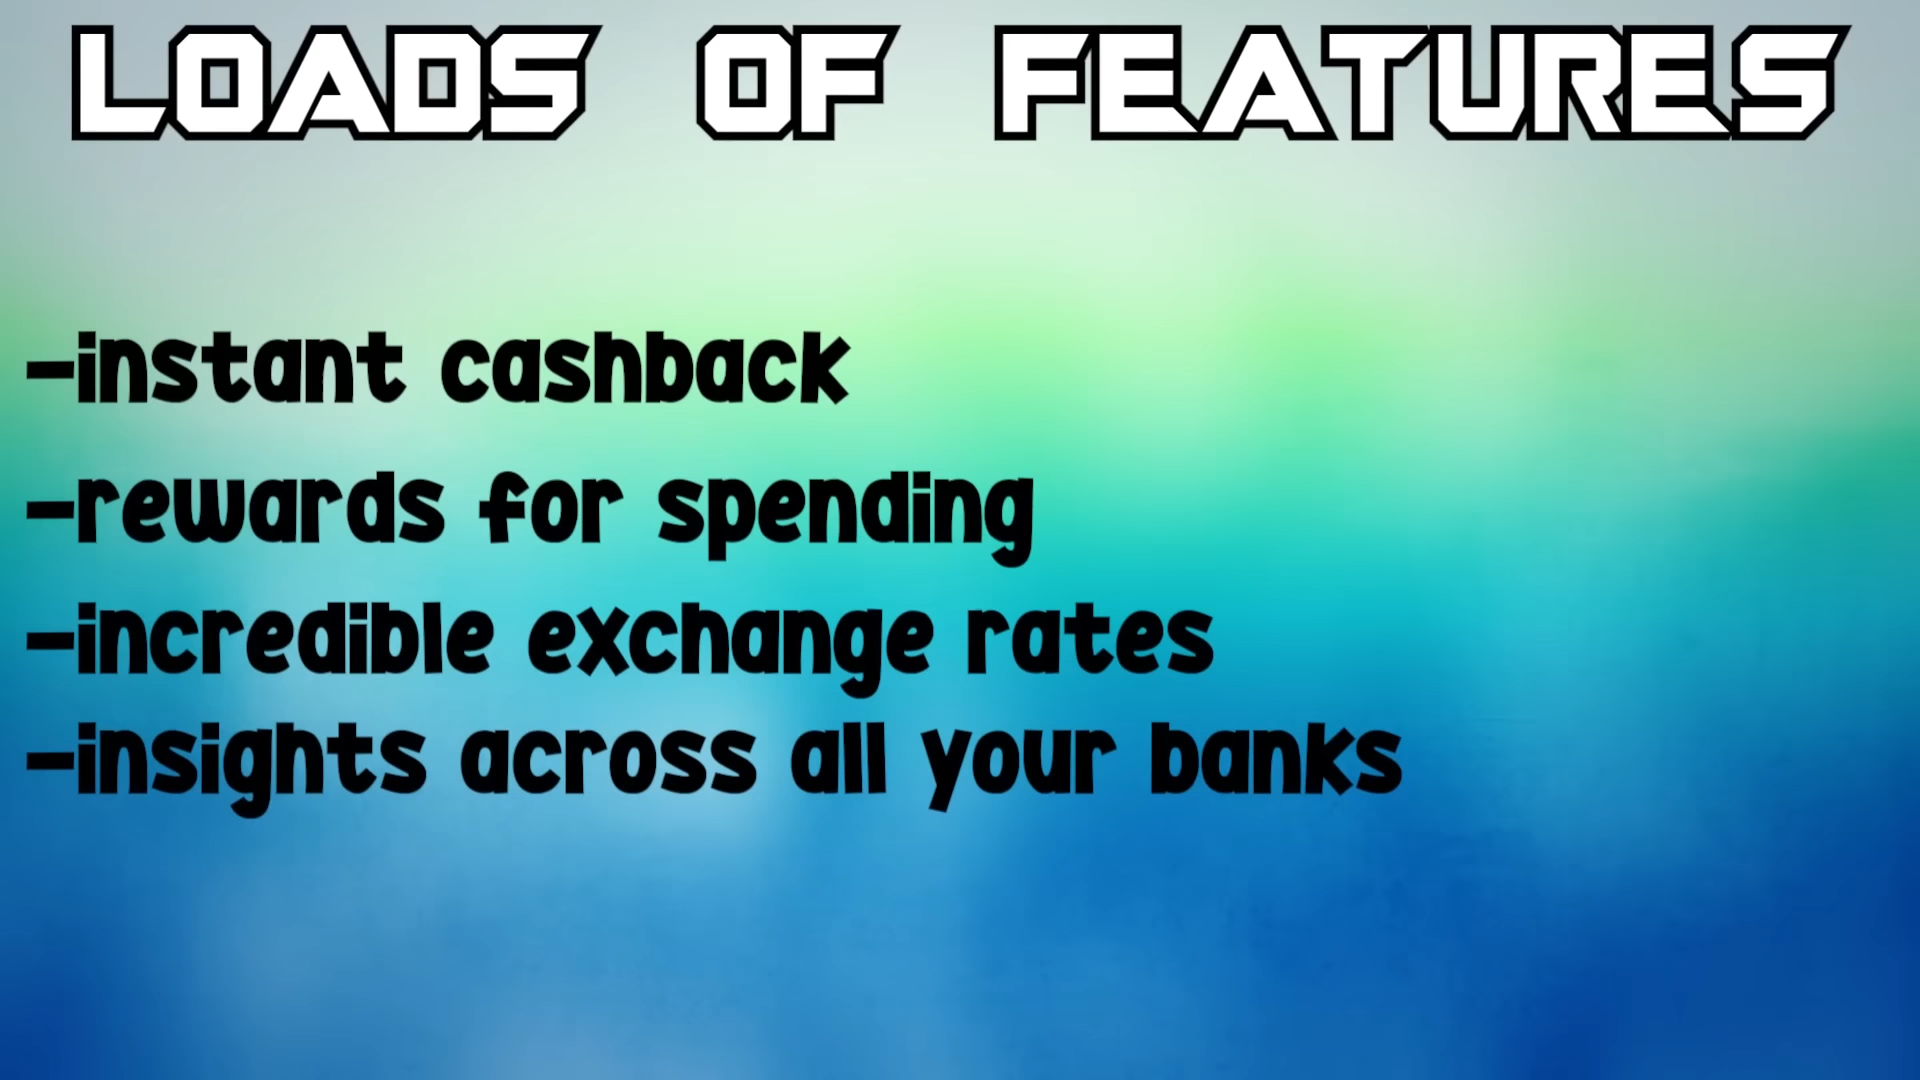 LOADS OF FEATURES
-instant cashback
-rewards for spending
-incredible exchange rates
-insights across all your banks